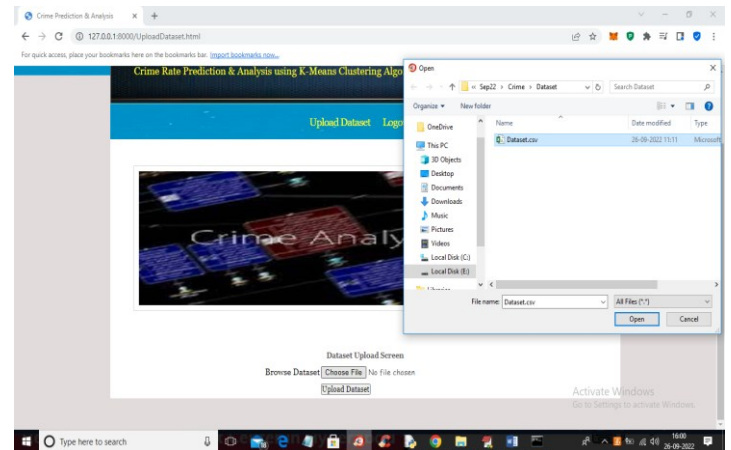 Crime Prediction & Analysis
127.0.0.1:8000/UploadDataset.html
For quick access, place your bookmarks here on the bookmarks bar. Import bookmarks now...
Crime Rate Prediction & Analysis using K-Means Clustering Algo
Upload Dataset Logo
Crime Analy
Dataset Upload Screen
Browse Dataset Choose File No file chosen
Upload Dataset
Open
« Sep22 > Crime > Dataset
Search Dataset
Organize New folder
Name Date modified Type
Dataset.csv 26-09-2022 11:11 Microsoft
OneDrive
This PC
3D Objects
Desktop
Documents
Downloads
Music
Pictures
Videos
Local Disk (C:)
Local Disk (E:)
File name: Dataset.csv All Files (*.*)
Open Cancel
Activate Windows
Go to Settings to activate Windows.
Type here to search
16:00
26-09-2022